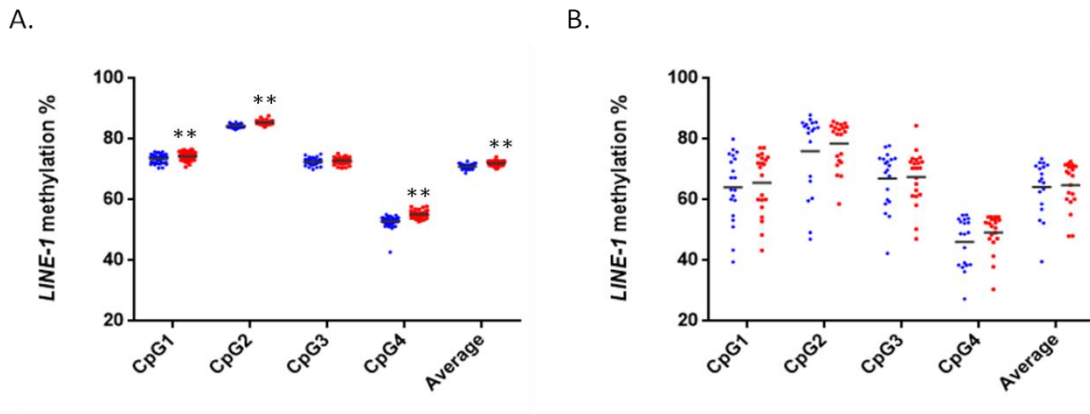 A.
LINE-1 methylation %
100
80
60
40
20
**
**
**
**
CpG1
CpG2
CpG3
CpG4
Average
B.
LINE-1 methylation %
100
80
60
40
20
CpG1
CpG2
CpG3
CpG4
Average